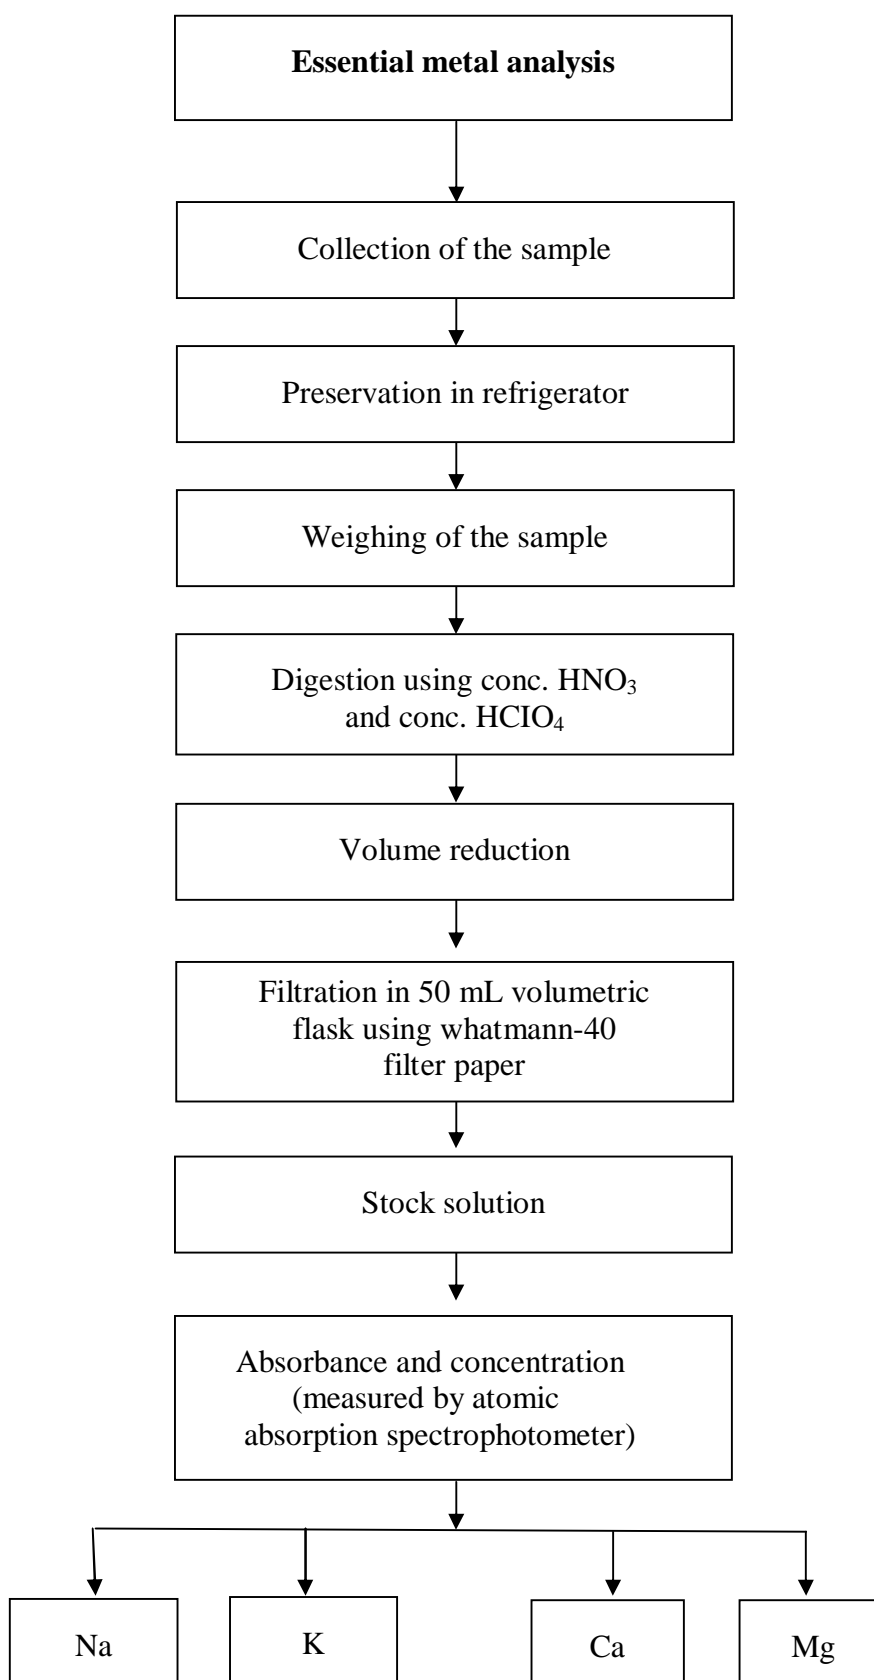 Essential metal analysis
Collection of the sample
Preservation in refrigerator
Weighing of the sample
Digestion using conc. HNO₃
and conc. HClO₄
Volume reduction
Filtration in 50 mL volumetric
flask using whatmann-40
filter paper
Stock solution
Absorbance and concentration
(measured by atomic
absorption spectrophotometer)
Na
K
Ca
Mg